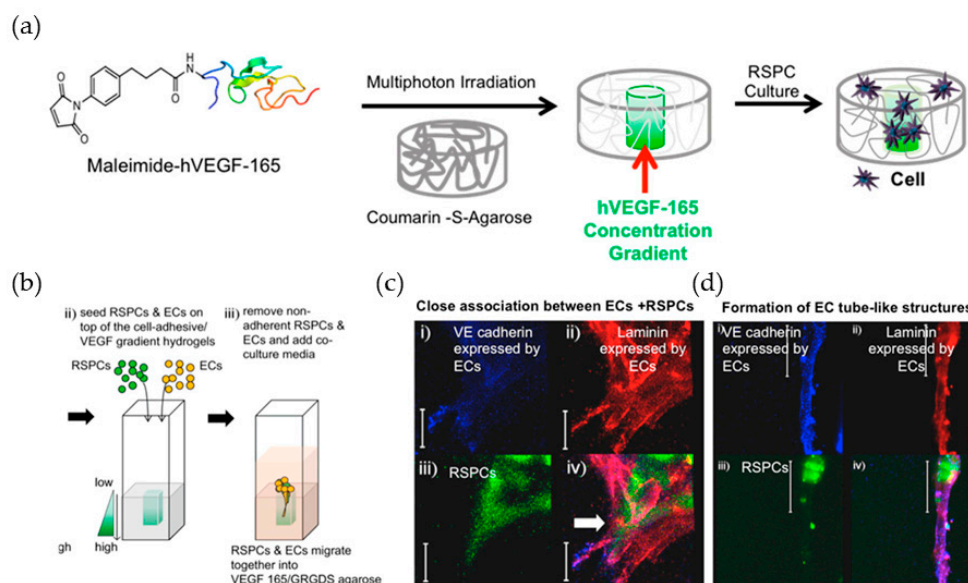 (a)
O
N
O
O
H
N
Maleimide-hVEGF-165
Multiphoton Irradiation
Coumarin -S-Agarose
hVEGF-165
Concentration
Gradient
RSPC
Culture
Cell
(b)
ii) seed RSPCs & ECs on
top of the cell-adhesive/
VEGF gradient hydrogels
RSPCs
ECs
low
high
gh
iii) remove non-
adherent RSPCs &
ECs and add co-
culture media
RSPCs & ECs migrate
together into
VEGF 165/GRGDS agarose
(c)
Close association between ECs +RSPCs
i) VE cadherin
expressed by
ECs
ii) Laminin
expressed by
ECs
iii) RSPCs
iv)
(d)
Formation of EC tube-like structures
i) VE cadherin
expressed by
ECs
ii) Laminin
expressed by
ECs
iii) RSPCs
iv)